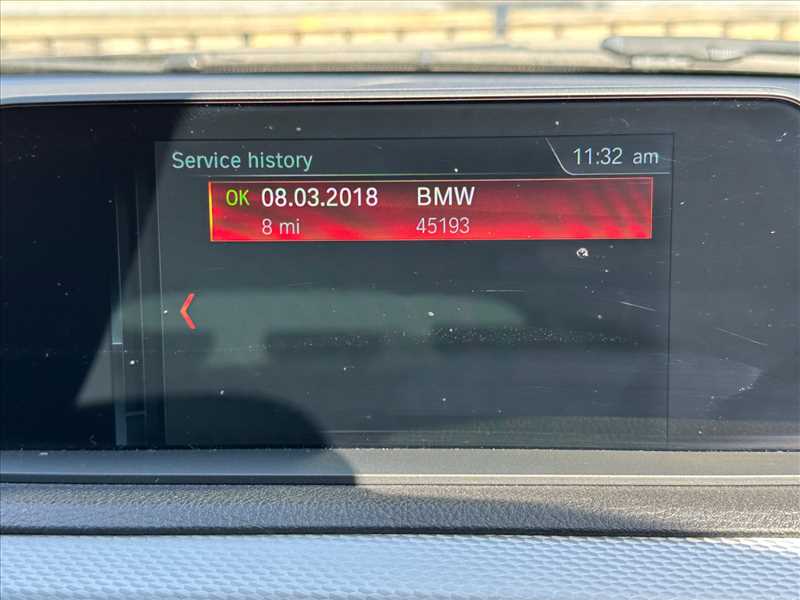 Service history 11:32 am
OK 08.03.2018 BMW
8 mi 45193